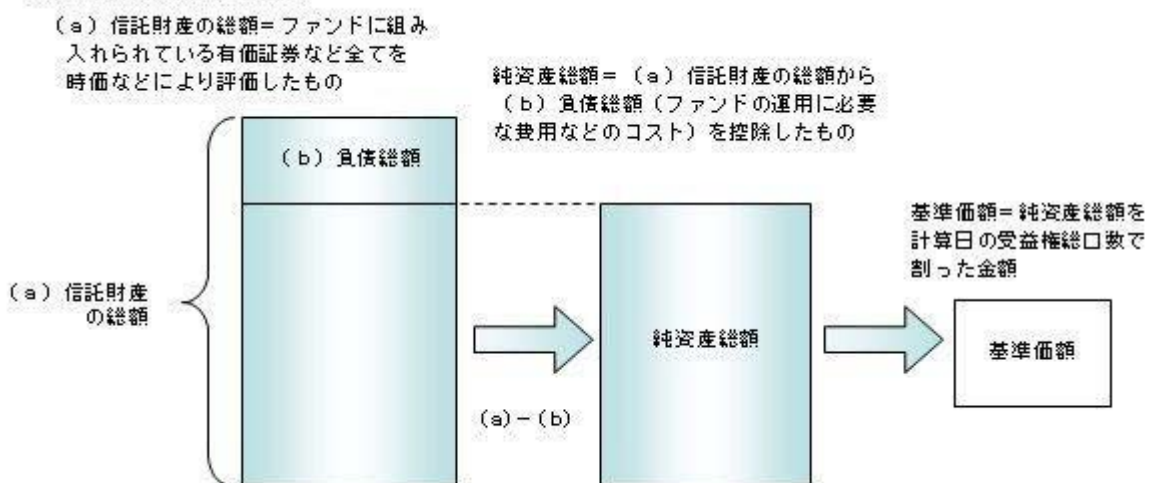 (a)信託財産の総額=ファンドに組み
入れられている有価証券など全てを
時価などにより評価したもの
純資産総額=(a)信託財産の総額から
(b)負債総額(ファンドの運用に必要
な費用などのコスト)を控除したもの
(b)負債総額
基準価額=純資産総額を
計算日の受益権総口数で
割った金額
(a)信託財産
の総額
純資産総額
基準価額
(a)-(b)